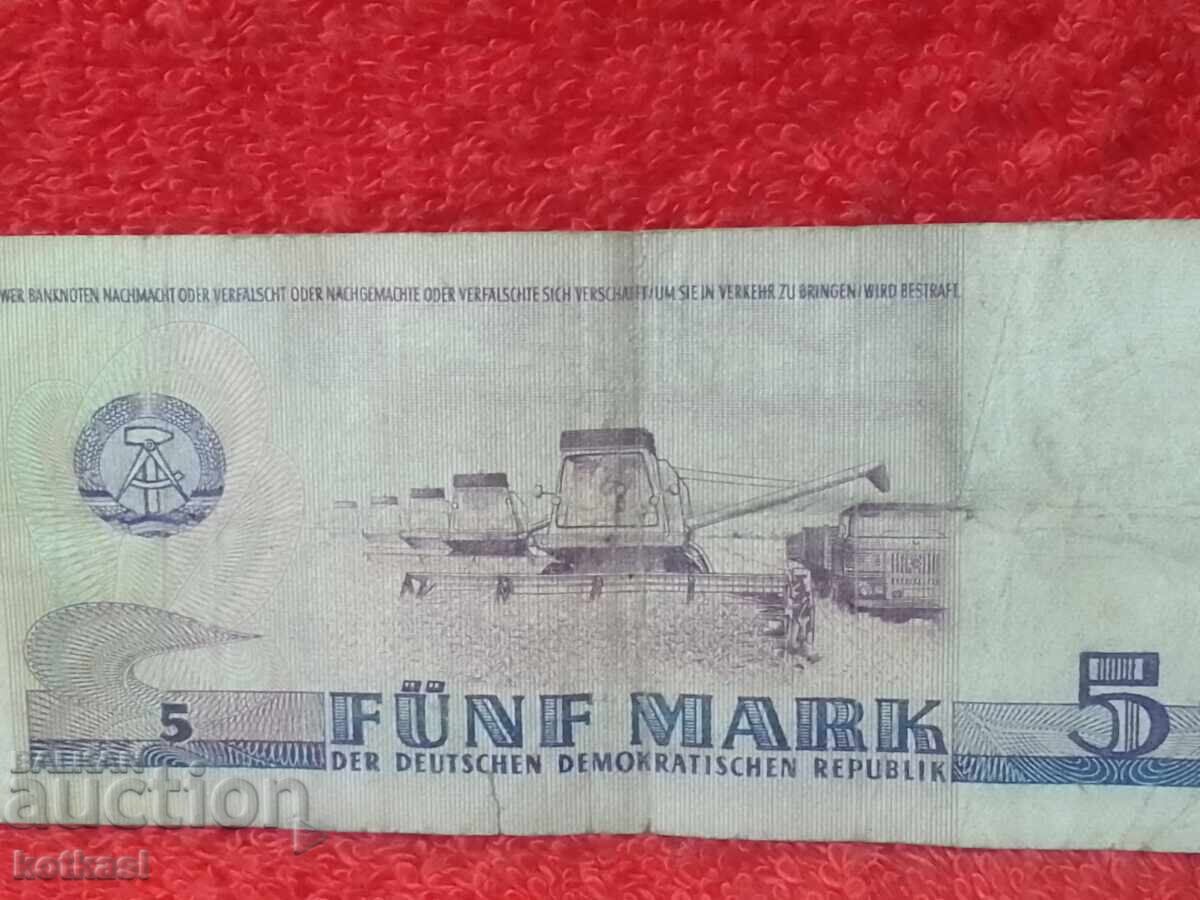 WER BANKNOTEN NACHMACHT ODER VERFÄLSCHT ODER NACHGEMACHTE ODER VERFÄLSCHTE SICH VERSCHAFFT/UM SIE IN VERKEHR ZU BRINGEN/WIRD BESTRAFT.
5
5
FÜNF MARK
DER DEUTSCHEN DEMOKRATISCHEN REPUBLIK
BALKAN
auction
kotkasl